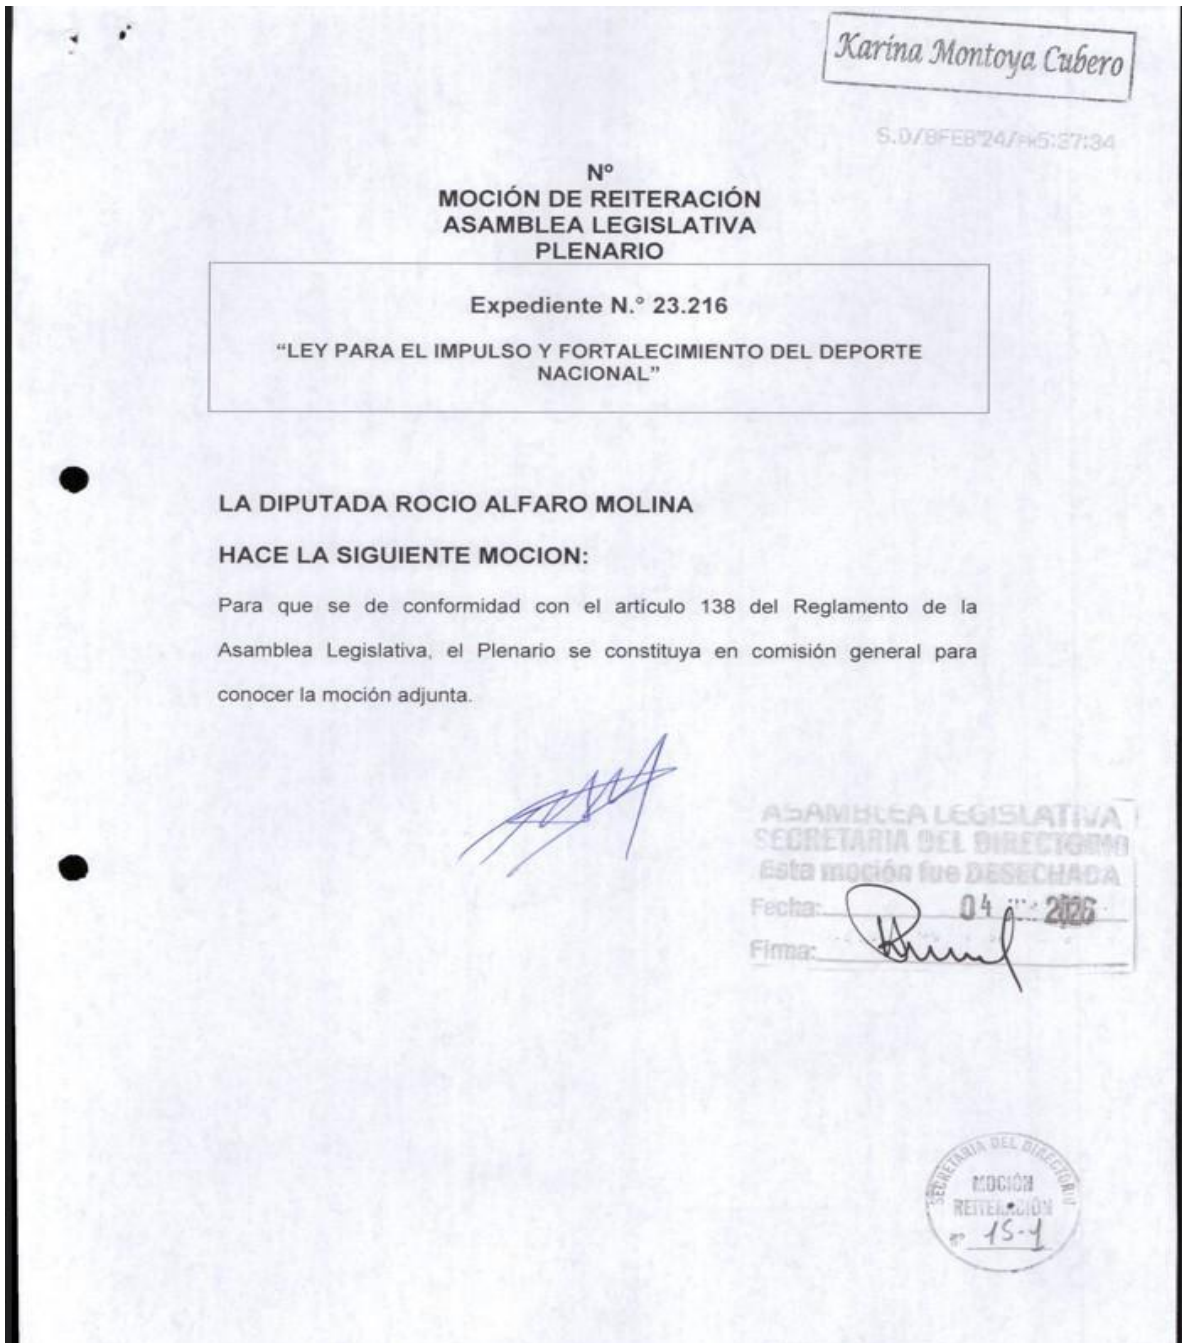 Karina Montoya Cubero
S.D/8FEB'24/PM5:37:34
Nº
MOCIÓN DE REITERACIÓN
ASAMBLEA LEGISLATIVA
PLENARIO
Expediente N.° 23.216
“LEY PARA EL IMPULSO Y FORTALECIMIENTO DEL DEPORTE
NACIONAL”
LA DIPUTADA ROCIO ALFARO MOLINA
HACE LA SIGUIENTE MOCION:
Para que se de conformidad con el artículo 138 del Reglamento de la
Asamblea Legislativa, el Plenario se constituya en comisión general para
conocer la moción adjunta.
ASAMBLEA LEGISLATIVA
SECRETARIA DEL DIRECTORIO
Esta moción fue DESECHADA
Fecha: 04 2026
Firma:
SECRETARIA DEL DIRECTORIO
MOCIÓN
REITERACIÓN
Nº 15-1